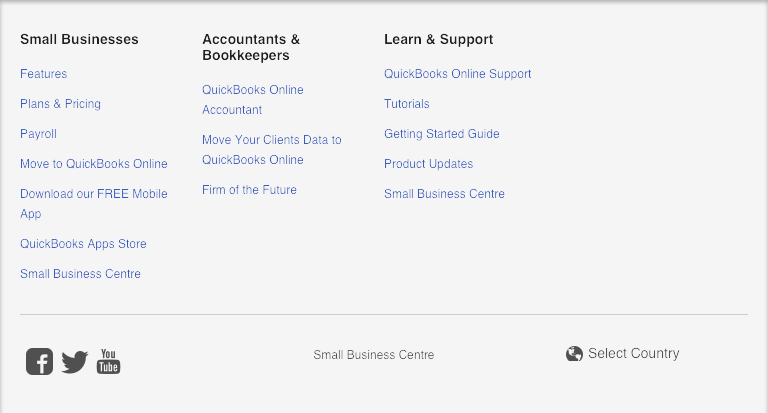 Small Businesses
Features
Plans & Pricing
Payroll
Move to QuickBooks Online
Download our FREE Mobile
App
QuickBooks Apps Store
Small Business Centre
Accountants &
Bookkeepers
QuickBooks Online
Accountant
Move Your Clients Data to
QuickBooks Online
Firm of the Future
Learn & Support
QuickBooks Online Support
Tutorials
Getting Started Guide
Product Updates
Small Business Centre
You
Tube
Small Business Centre
Select Country